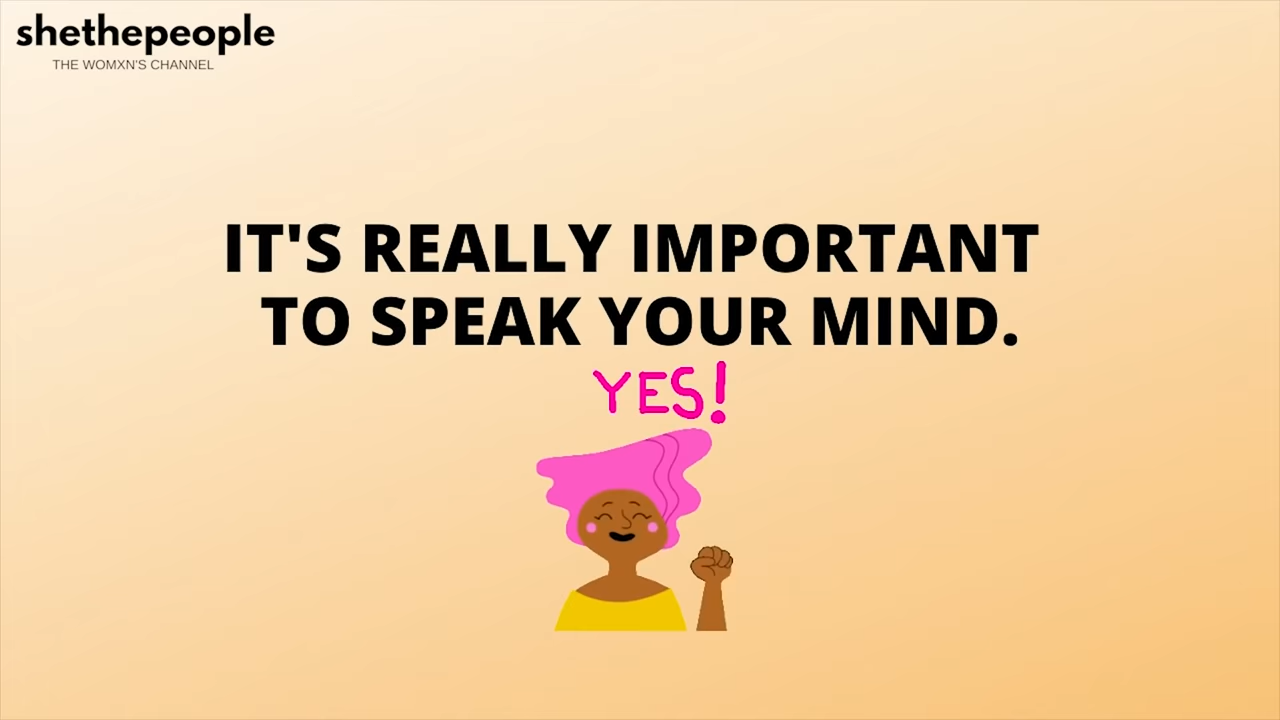 shethepeople
THE WOMXN'S CHANNEL
IT'S REALLY IMPORTANT
TO SPEAK YOUR MIND.
YES!